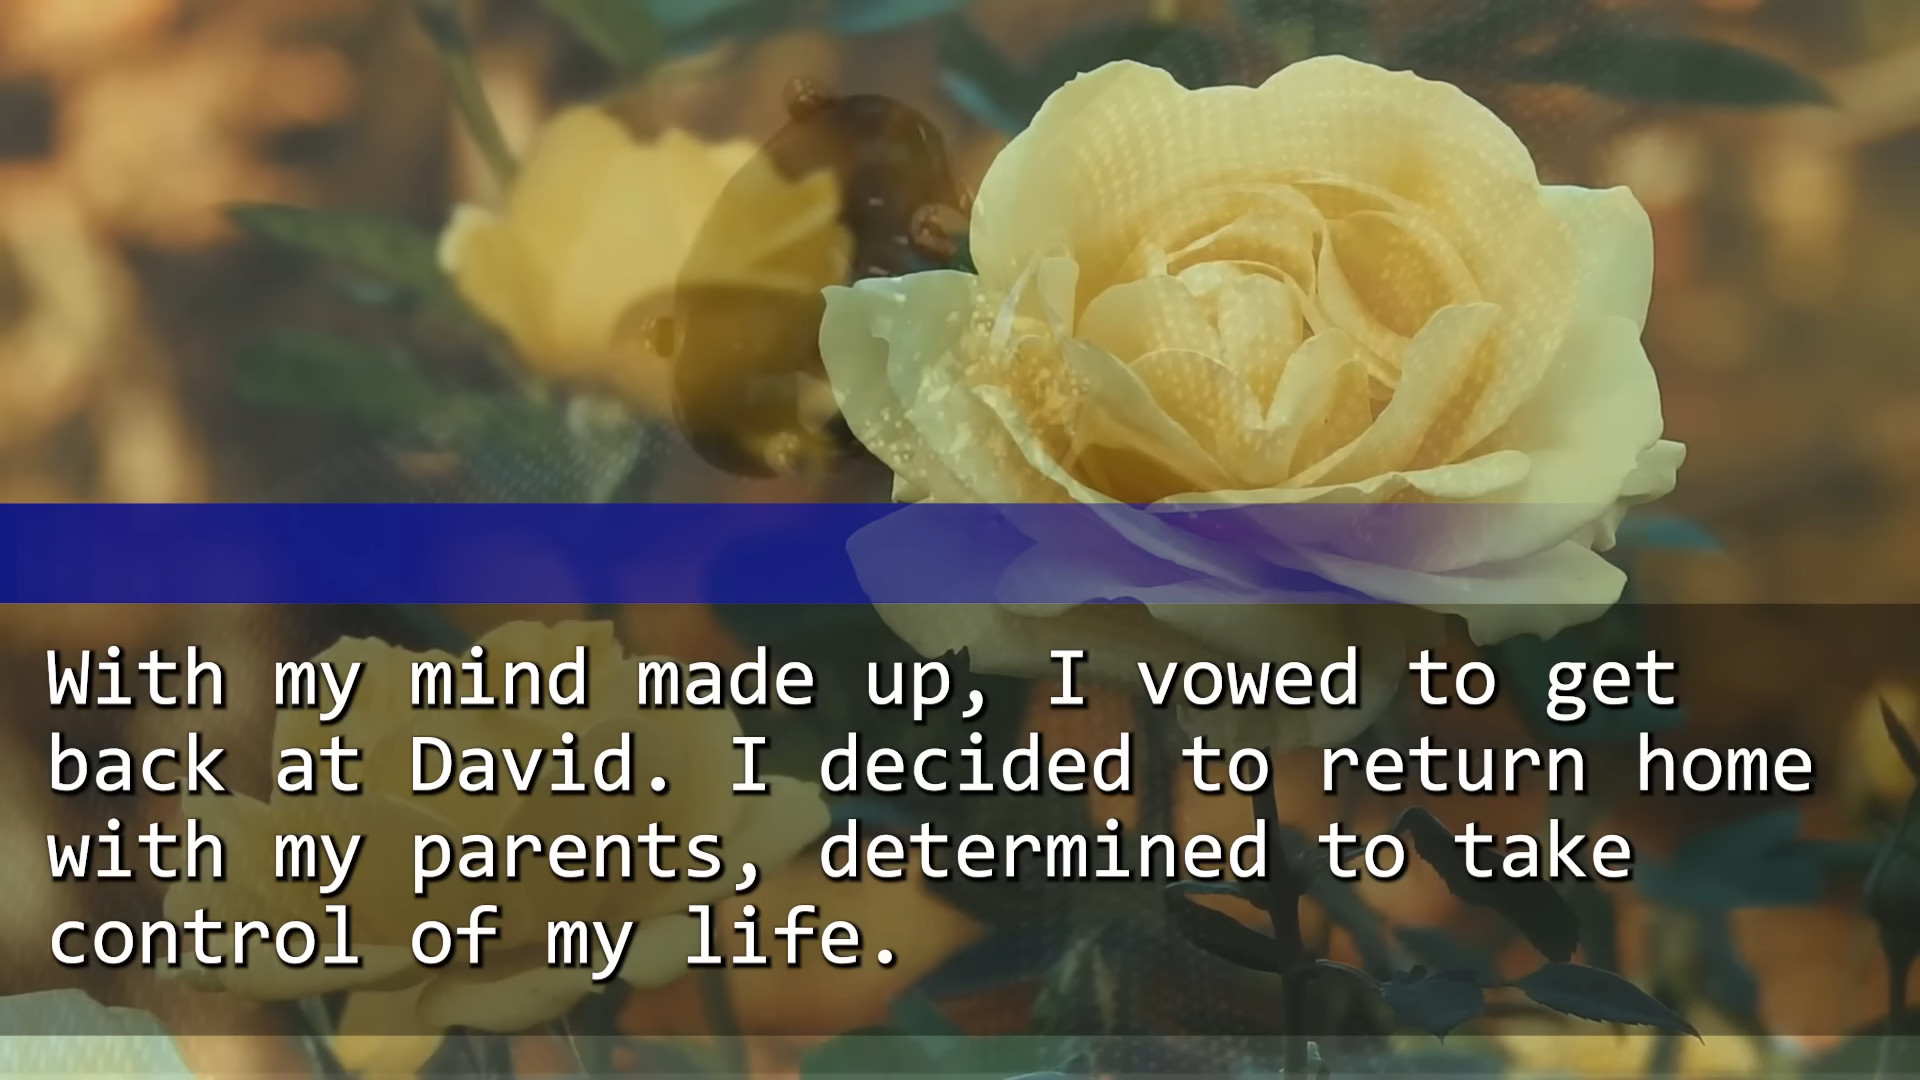 With my mind made up, I vowed to get
back at David. I decided to return home
with my parents, determined to take
control of my life.